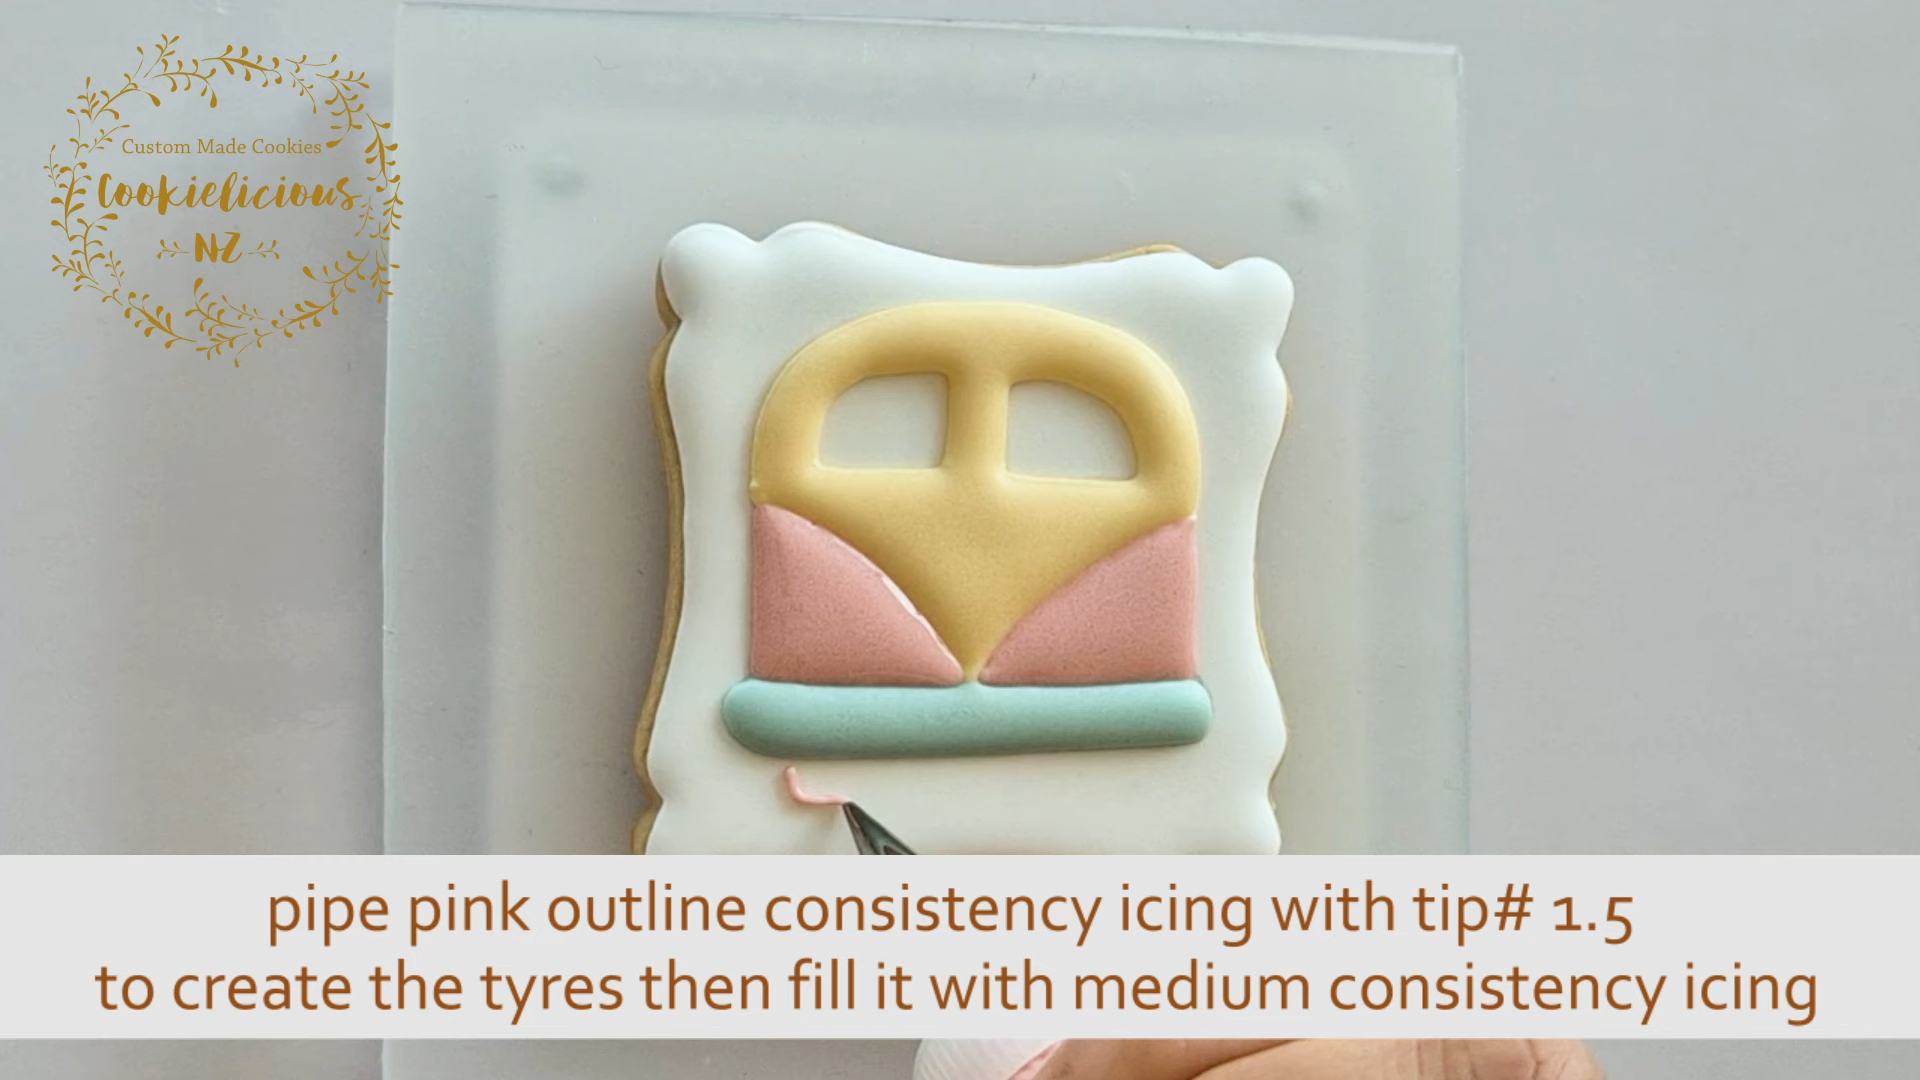 Custom Made Cookies
Cookielicious
NZ
pipe pink outline consistency icing with tip# 1.5
to create the tyres then fill it with medium consistency icing